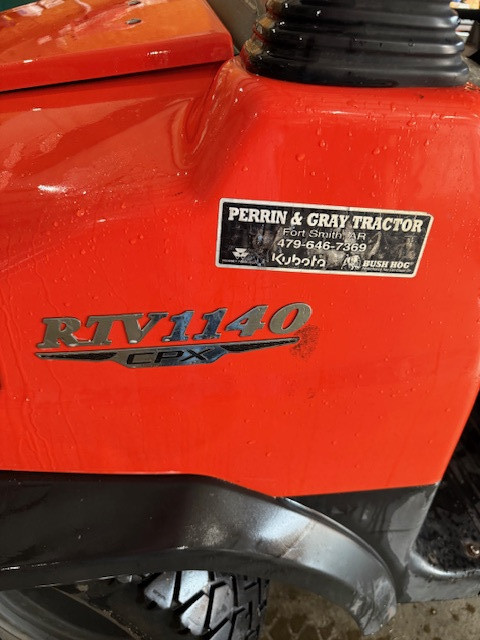 PERRIN & GRAY TRACTOR
Fort Smith, AR
479-646-7369
Kubota BUSH HOG
RTV1140
CPX